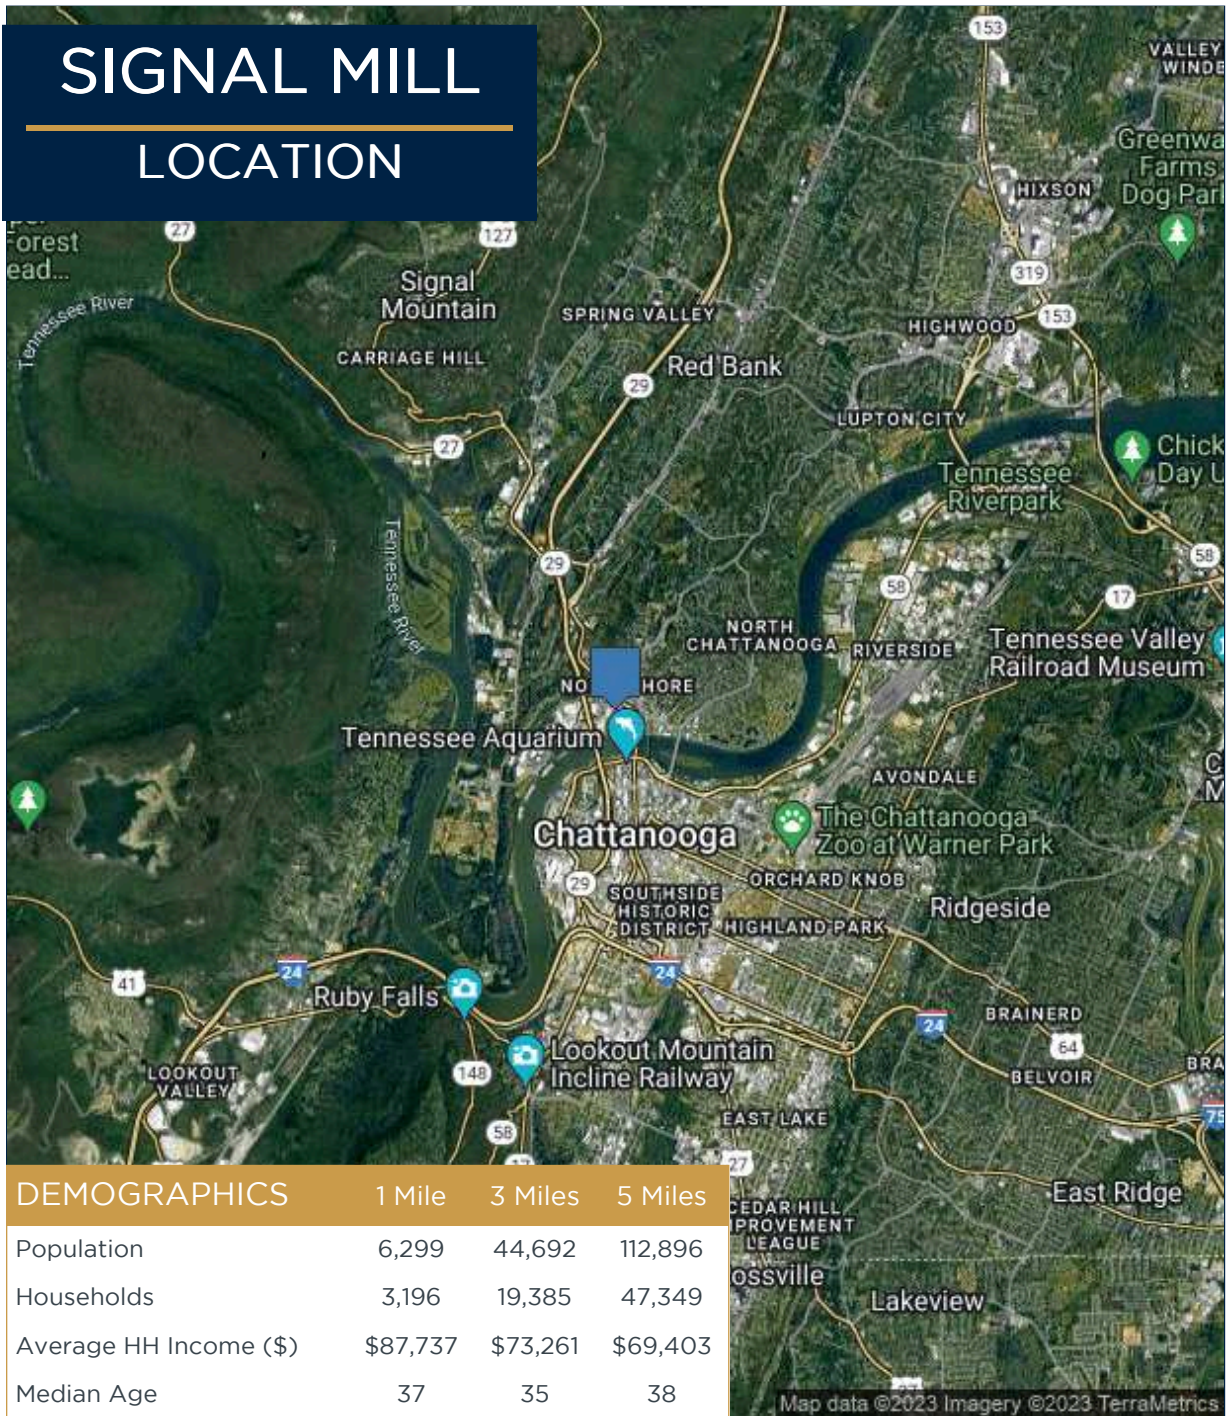 SIGNAL MILL
LOCATION
153
VALLEY
Greenwa
Farms
Dog Par
HIXSON
27
127
Forest
ead...
Signal
Mountain
319
Tennessee River
SPRING VALLEY
153
HIGHWOOD
CARRIAGE HILL
Red Bank
29
LUPTON CITY
27
Chick
Day U
Tennessee
Riverpark
Tennessee River
29
58
58
17
NORTH
CHATTANOOGA
RIVERSIDE
Tennessee Valley
Railroad Museum
NO
HORE
Tennessee Aquarium
AVONDALE
C
M
The Chattanooga
Zoo at Warner Park
Chattanooga
29
ORCHARD KNOB
SOUTHSIDE
HISTORIC
DISTRICT
HIGHLAND PARK
Ridgeside
24
24
41
Ruby Falls
24
BRAINERD
64
Lookout Mountain
Incline Railway
148
LOOKOUT
VALLEY
BELVOIR
BRA
75
EAST LAKE
58
27
East Ridge
CEDAR HILL
MPROVEMENT
LEAGUE
ossville
Lakeview
DEMOGRAPHICS 1 Mile 3 Miles 5 Miles
Population 6,299 44,692 112,896
Households 3,196 19,385 47,349
Average HH Income ($) $87,737 $73,261 $69,403
Median Age 37 35 38
Map data ©2023 Imagery ©2023 TerraMetrics